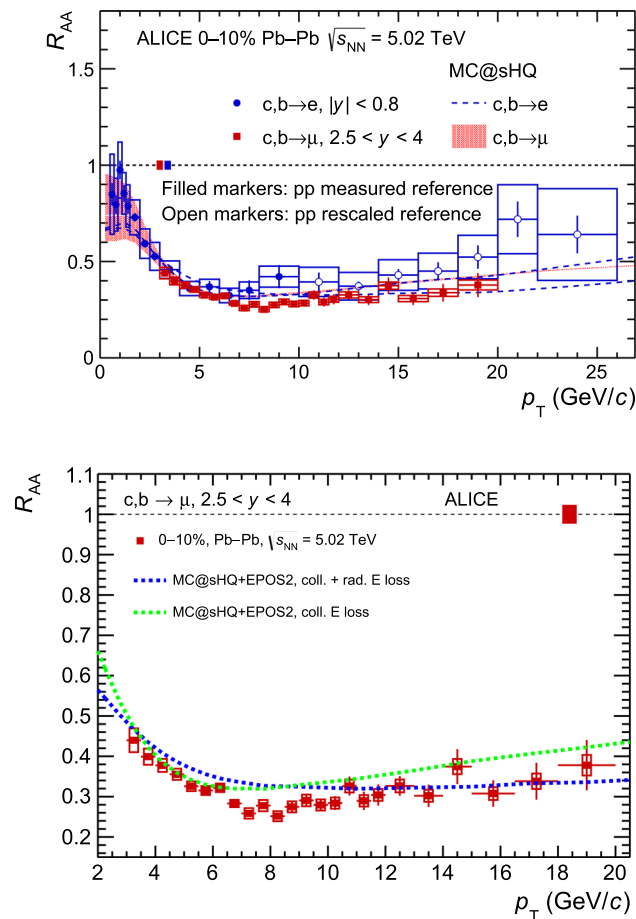 R_AA
1.5
1
0.5
0
ALICE 0–10% Pb–Pb √s_NN = 5.02 TeV
MC@sHQ
c,b→e, |y| < 0.8
c,b→e
c,b→μ, 2.5 < y < 4
c,b→μ
Filled markers: pp measured reference
Open markers: pp rescaled reference
0 5 10 15 20 25
p_T (GeV/c)
R_AA
1.1
1
0.9
0.8
0.7
0.6
0.5
0.4
0.3
0.2
c,b → μ, 2.5 < y < 4
ALICE
0–10%, Pb–Pb, √s_NN = 5.02 TeV
MC@sHQ+EPOS2, coll. + rad. E loss
MC@sHQ+EPOS2, coll. E loss
2 4 6 8 10 12 14 16 18 20
p_T (GeV/c)